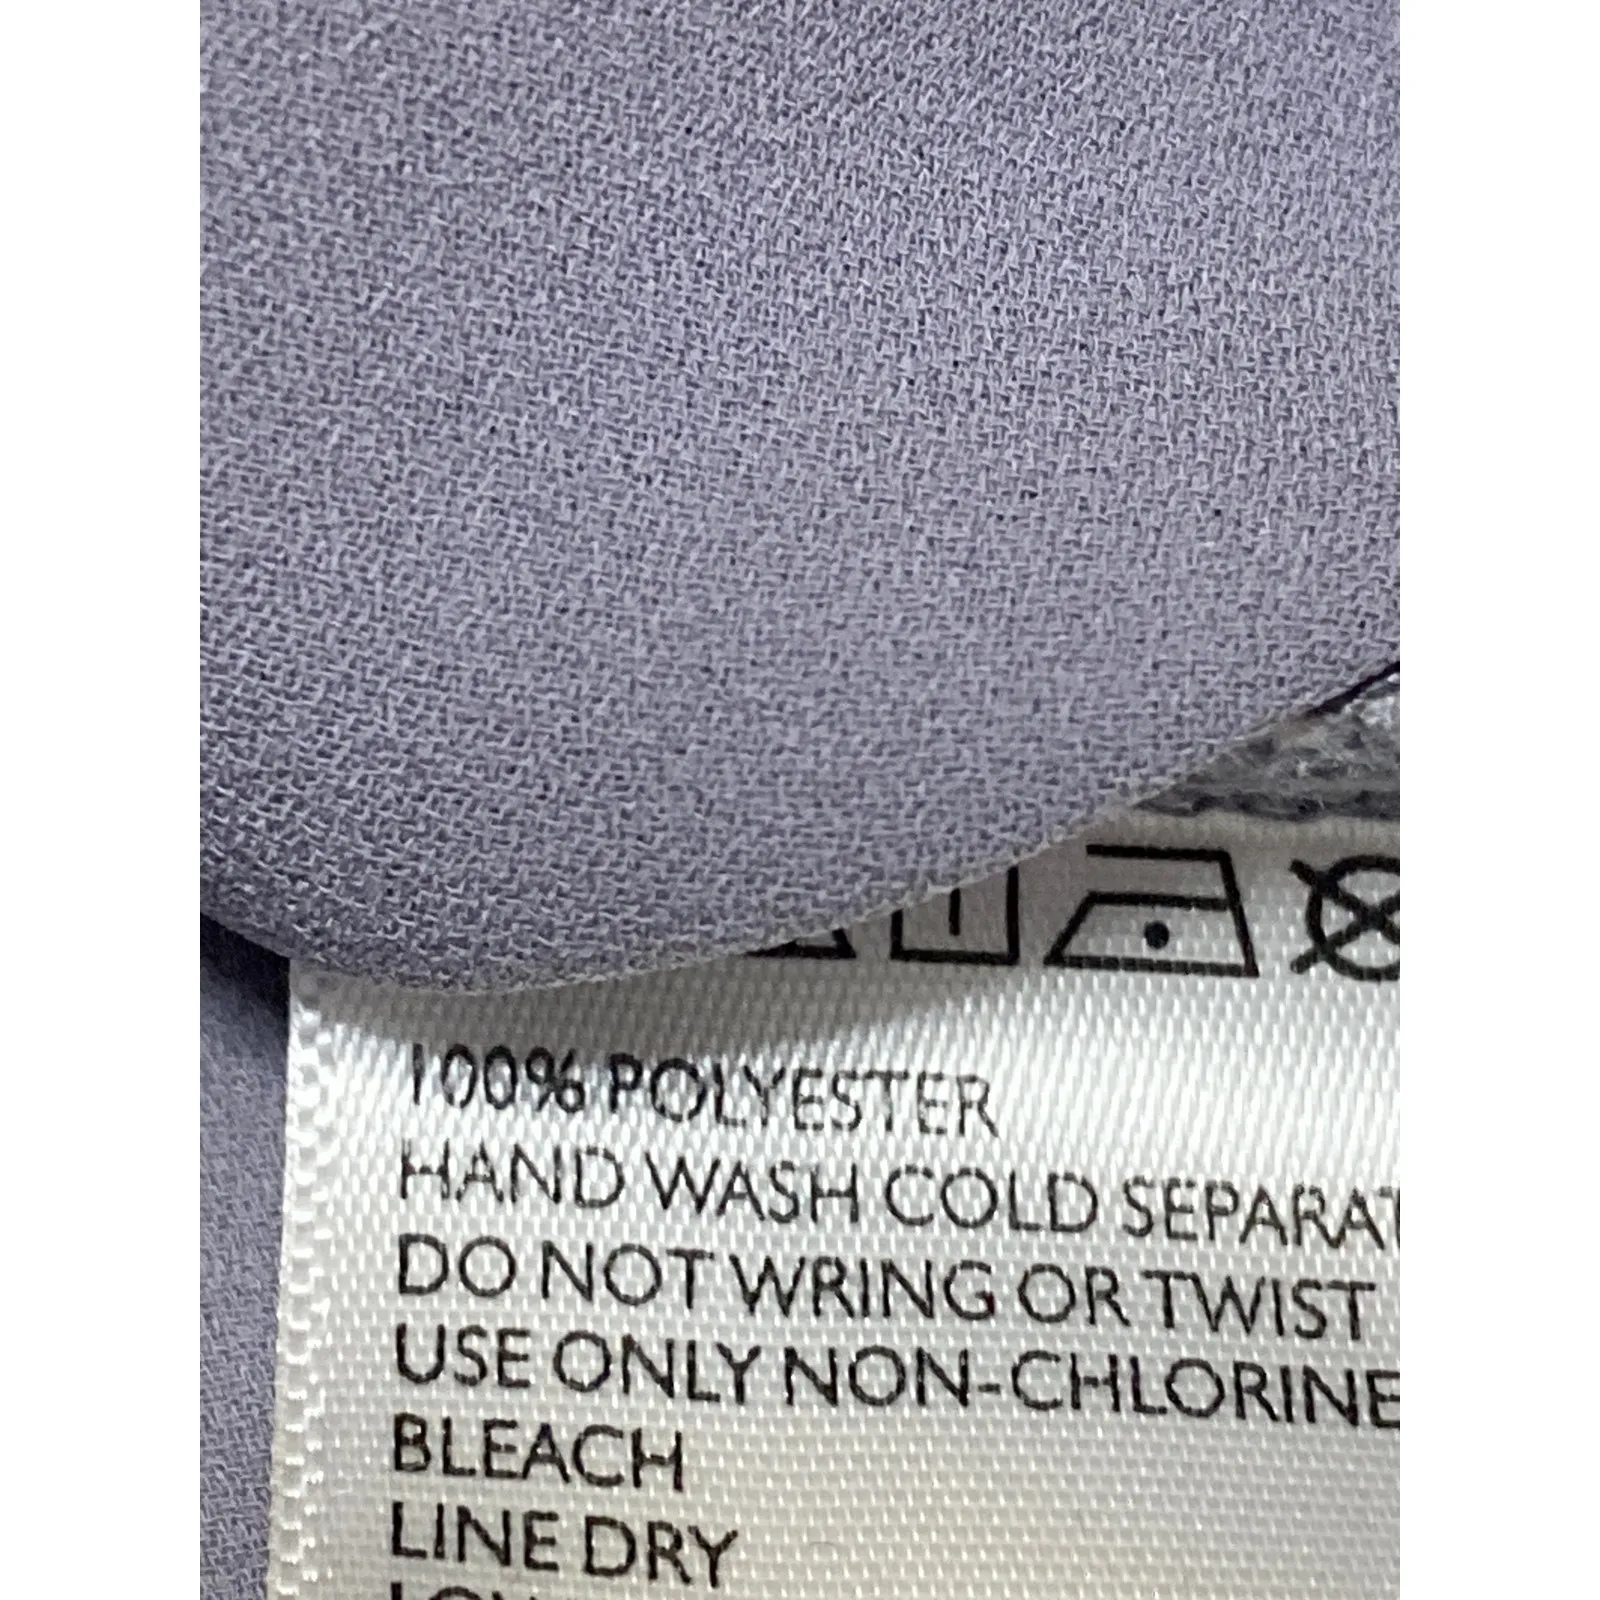 100% POLYESTER
HAND WASH COLD
DO NOT WRING OR TWIST
USE ONLY NON-CHLORINE
BLEACH
LINE DRY